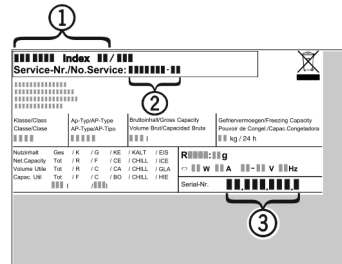 1
Index /
Service-Nr./No.Service: -
2
Klasse/Class
Classe/Clase
Ap-Typ/AP-Type
AP-Type/AP-Tipo
Bruttoinhalt/Gross Capacity
Volume Brut/Capacidad Bruta
l
Gefriervermoegen/Freezing Capacity
Pouvoir de Congel./Capac.Congeladora
kg / 24 h
Nutzinhalt Ges / K / G / KE / KALT / EIS
Net.Capacity Tot / R / F / CE / CHILL / ICE
Volume Utile Tot / R / C / CA / CHILL / GLA
Capac. Util Tot / F / C / BO / CHILL / HIE
l / l
R : g
W A - V Hz
Serial-Nr. . . .
3